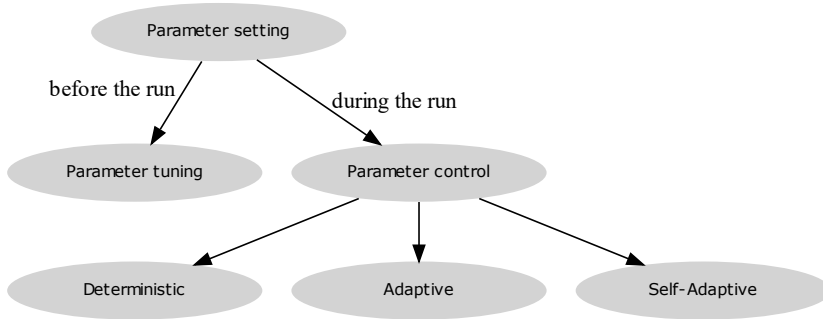 Parameter setting
before the run
during the run
Parameter tuning
Parameter control
Deterministic
Adaptive
Self-Adaptive